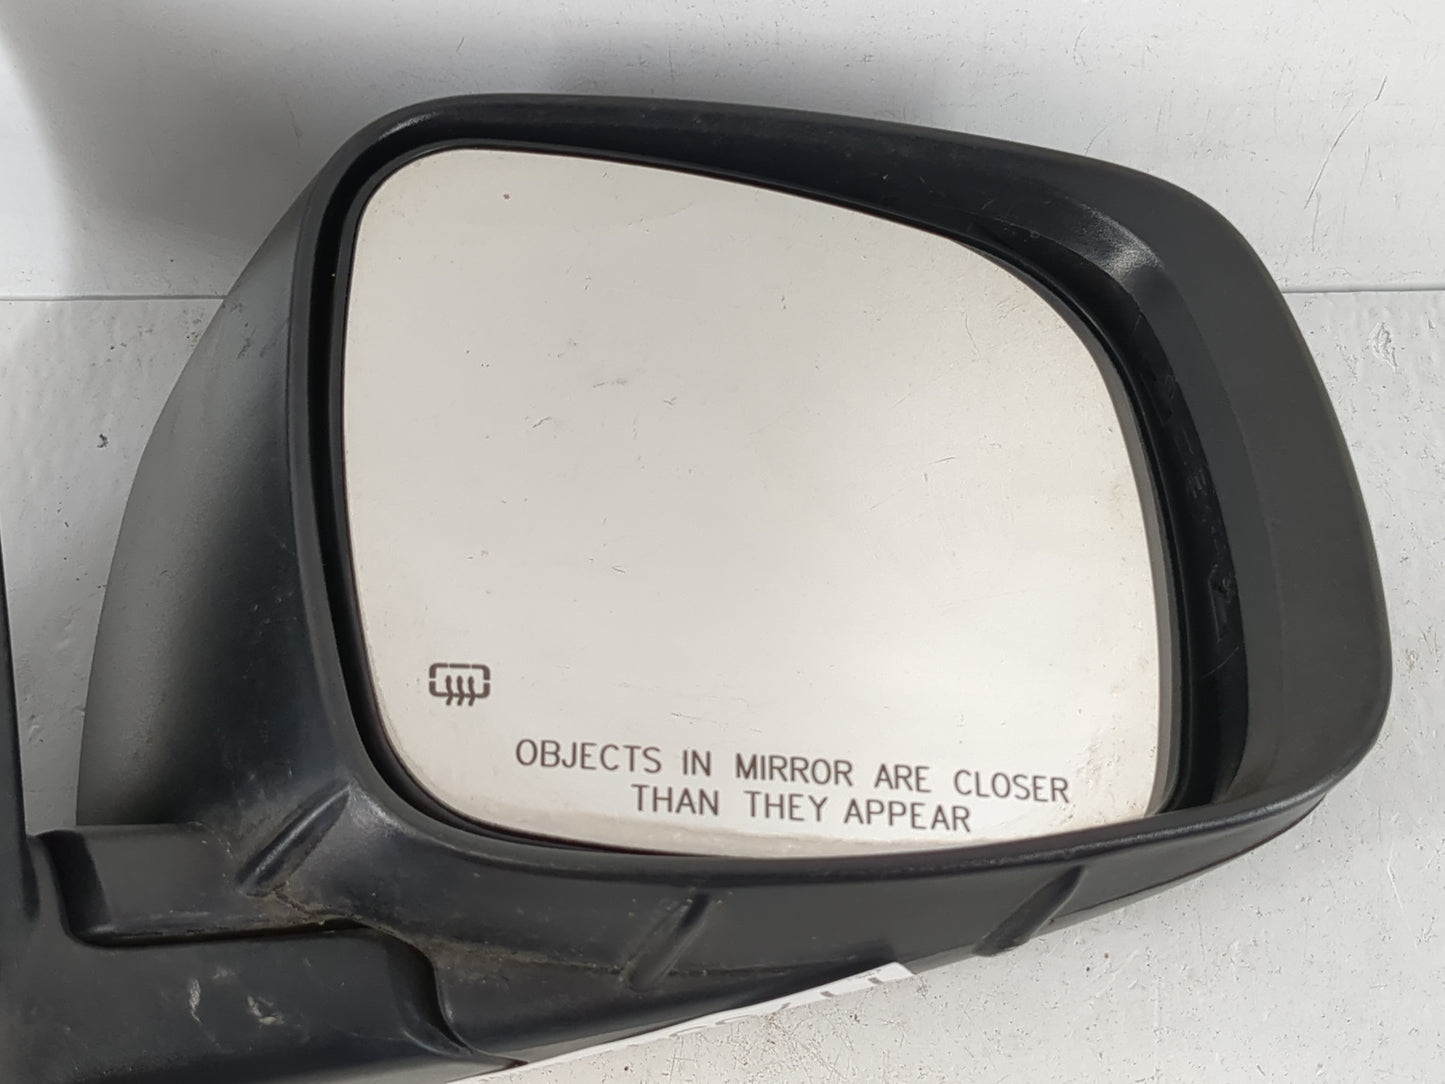 OBJECTS IN MIRROR ARE CLOSER
THAN THEY APPEAR